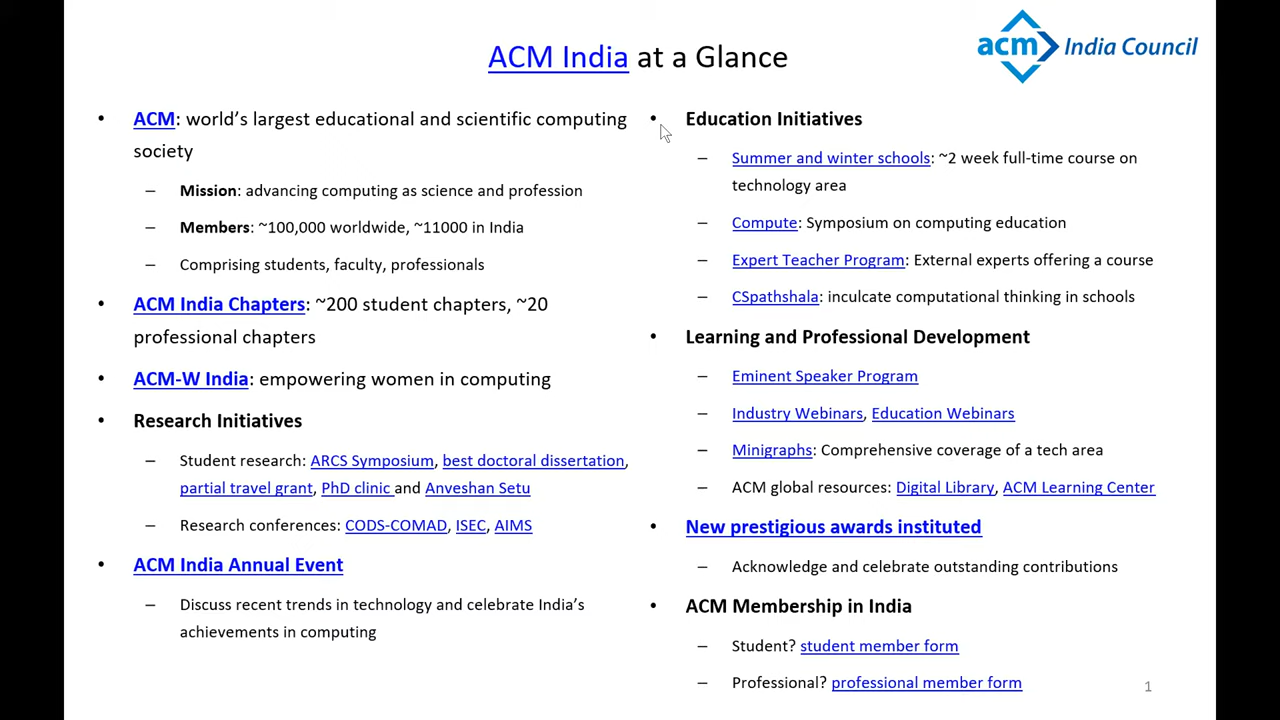 ACM India at a Glance
acm India Council
• ACM: world's largest educational and scientific computing
society
– Mission: advancing computing as science and profession
– Members: ~100,000 worldwide, ~11000 in India
– Comprising students, faculty, professionals
• ACM India Chapters: ~200 student chapters, ~20
professional chapters
• ACM-W India: empowering women in computing
• Research Initiatives
– Student research: ARCS Symposium, best doctoral dissertation,
partial travel grant, PhD clinic and Anveshan Setu
– Research conferences: CODS-COMAD, ISEC, AIMS
• ACM India Annual Event
– Discuss recent trends in technology and celebrate India's
achievements in computing
• Education Initiatives
– Summer and winter schools: ~2 week full-time course on
technology area
– Compute: Symposium on computing education
– Expert Teacher Program: External experts offering a course
– CSpathshala: inculcate computational thinking in schools
• Learning and Professional Development
– Eminent Speaker Program
– Industry Webinars, Education Webinars
– Minigraphs: Comprehensive coverage of a tech area
– ACM global resources: Digital Library, ACM Learning Center
• New prestigious awards instituted
– Acknowledge and celebrate outstanding contributions
• ACM Membership in India
– Student? student member form
– Professional? professional member form
1